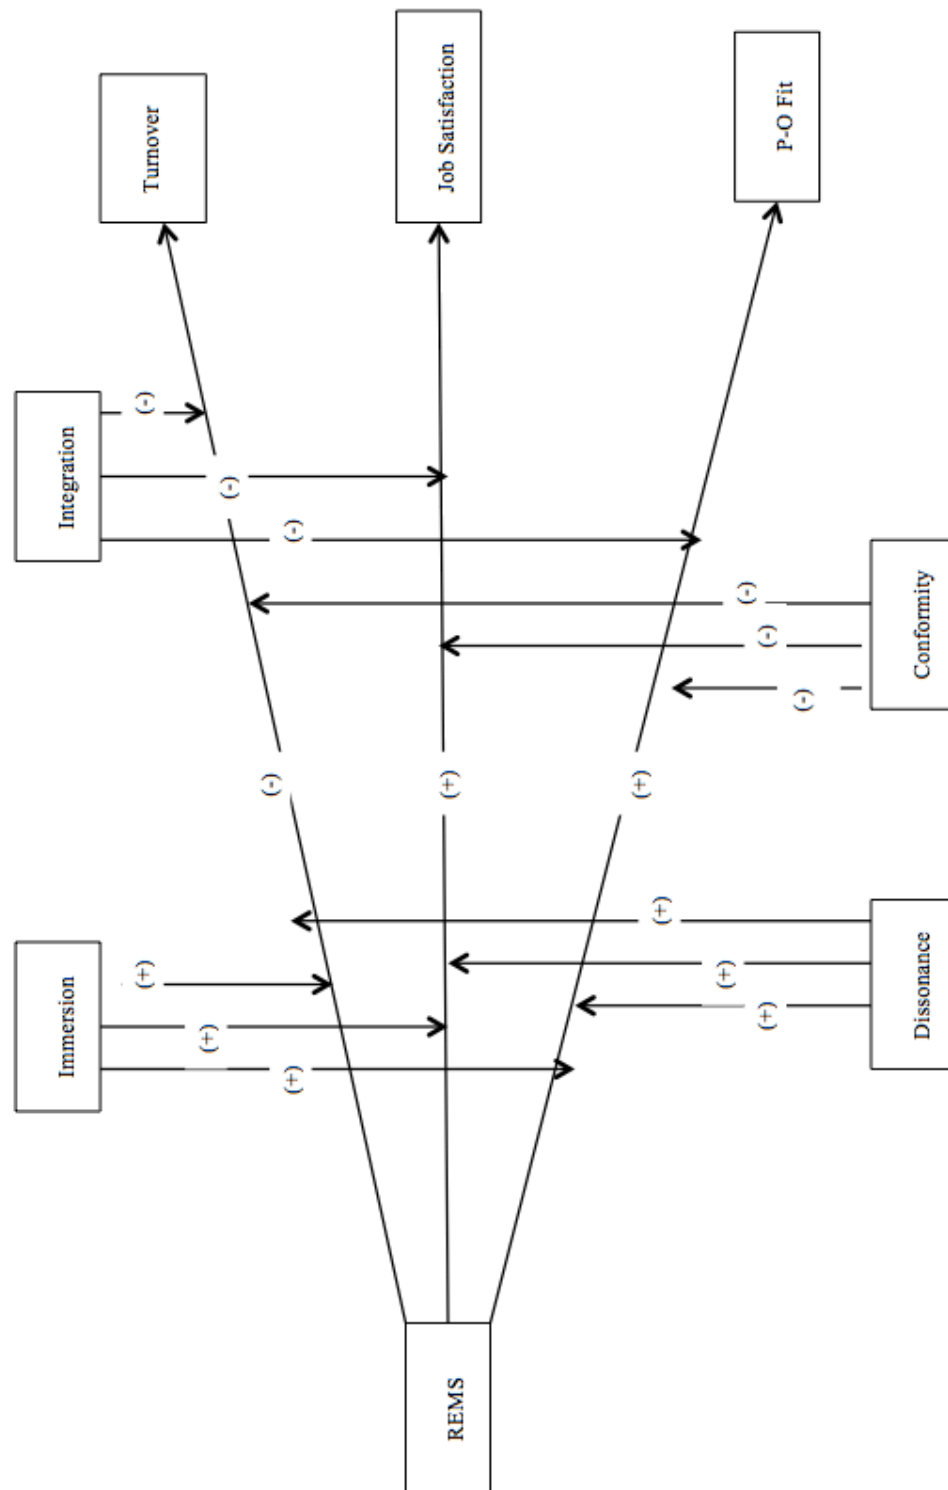 Turnover
Job Satisfaction
P-O Fit
Integration
(-)
(-)
(-)
(-)
(-)
(-)
Conformity
(-)
(+)
(+)
Immersion
(+)
(+)
(+)
(+)
(+)
(+)
Dissonance
REMS